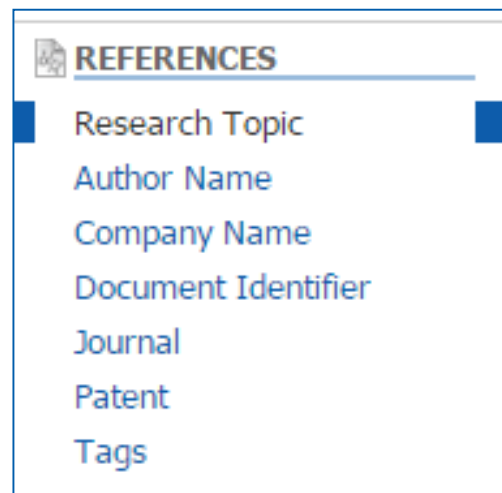 REFERENCES
Research Topic
Author Name
Company Name
Document Identifier
Journal
Patent
Tags